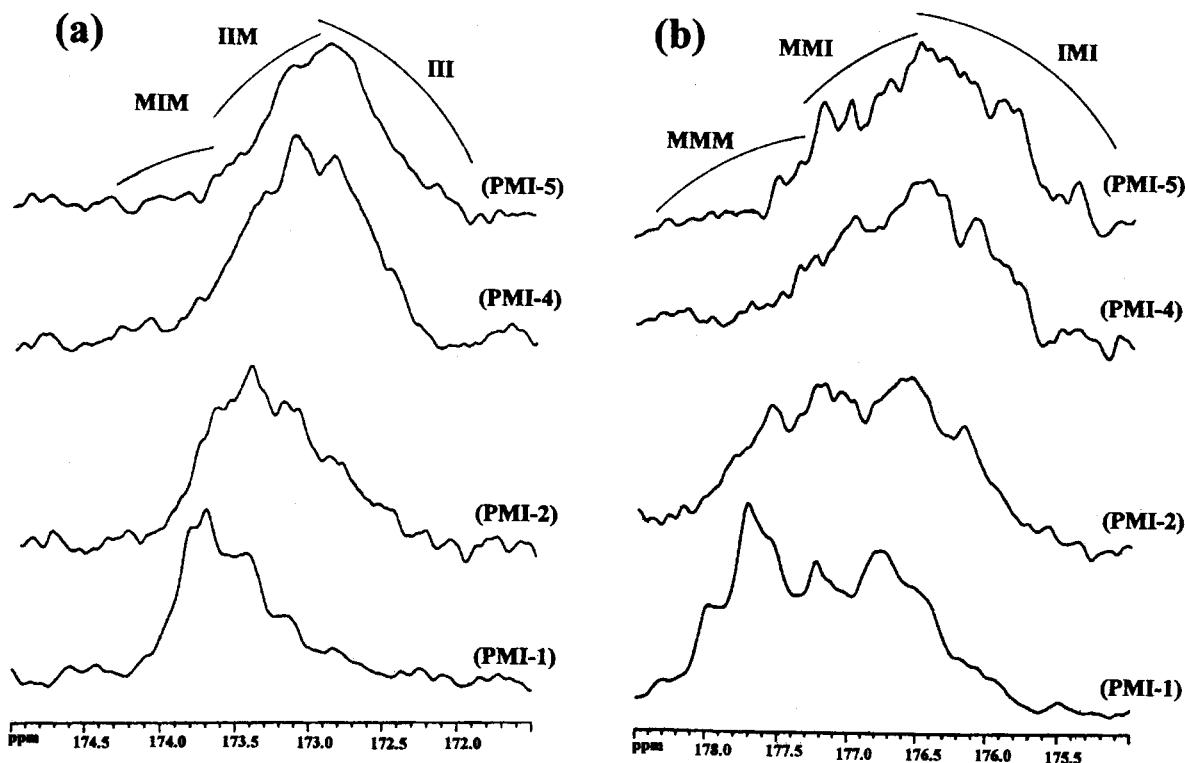 (a)
IIM
III
MIM
(PMI-5)
(PMI-4)
(PMI-2)
(PMI-1)
ppm 174.5 174.0 173.5 173.0 172.5 172.0
(b)
MMI
IMI
MMM
(PMI-5)
(PMI-4)
(PMI-2)
(PMI-1)
ppm 178.0 177.5 177.0 176.5 176.0 175.5